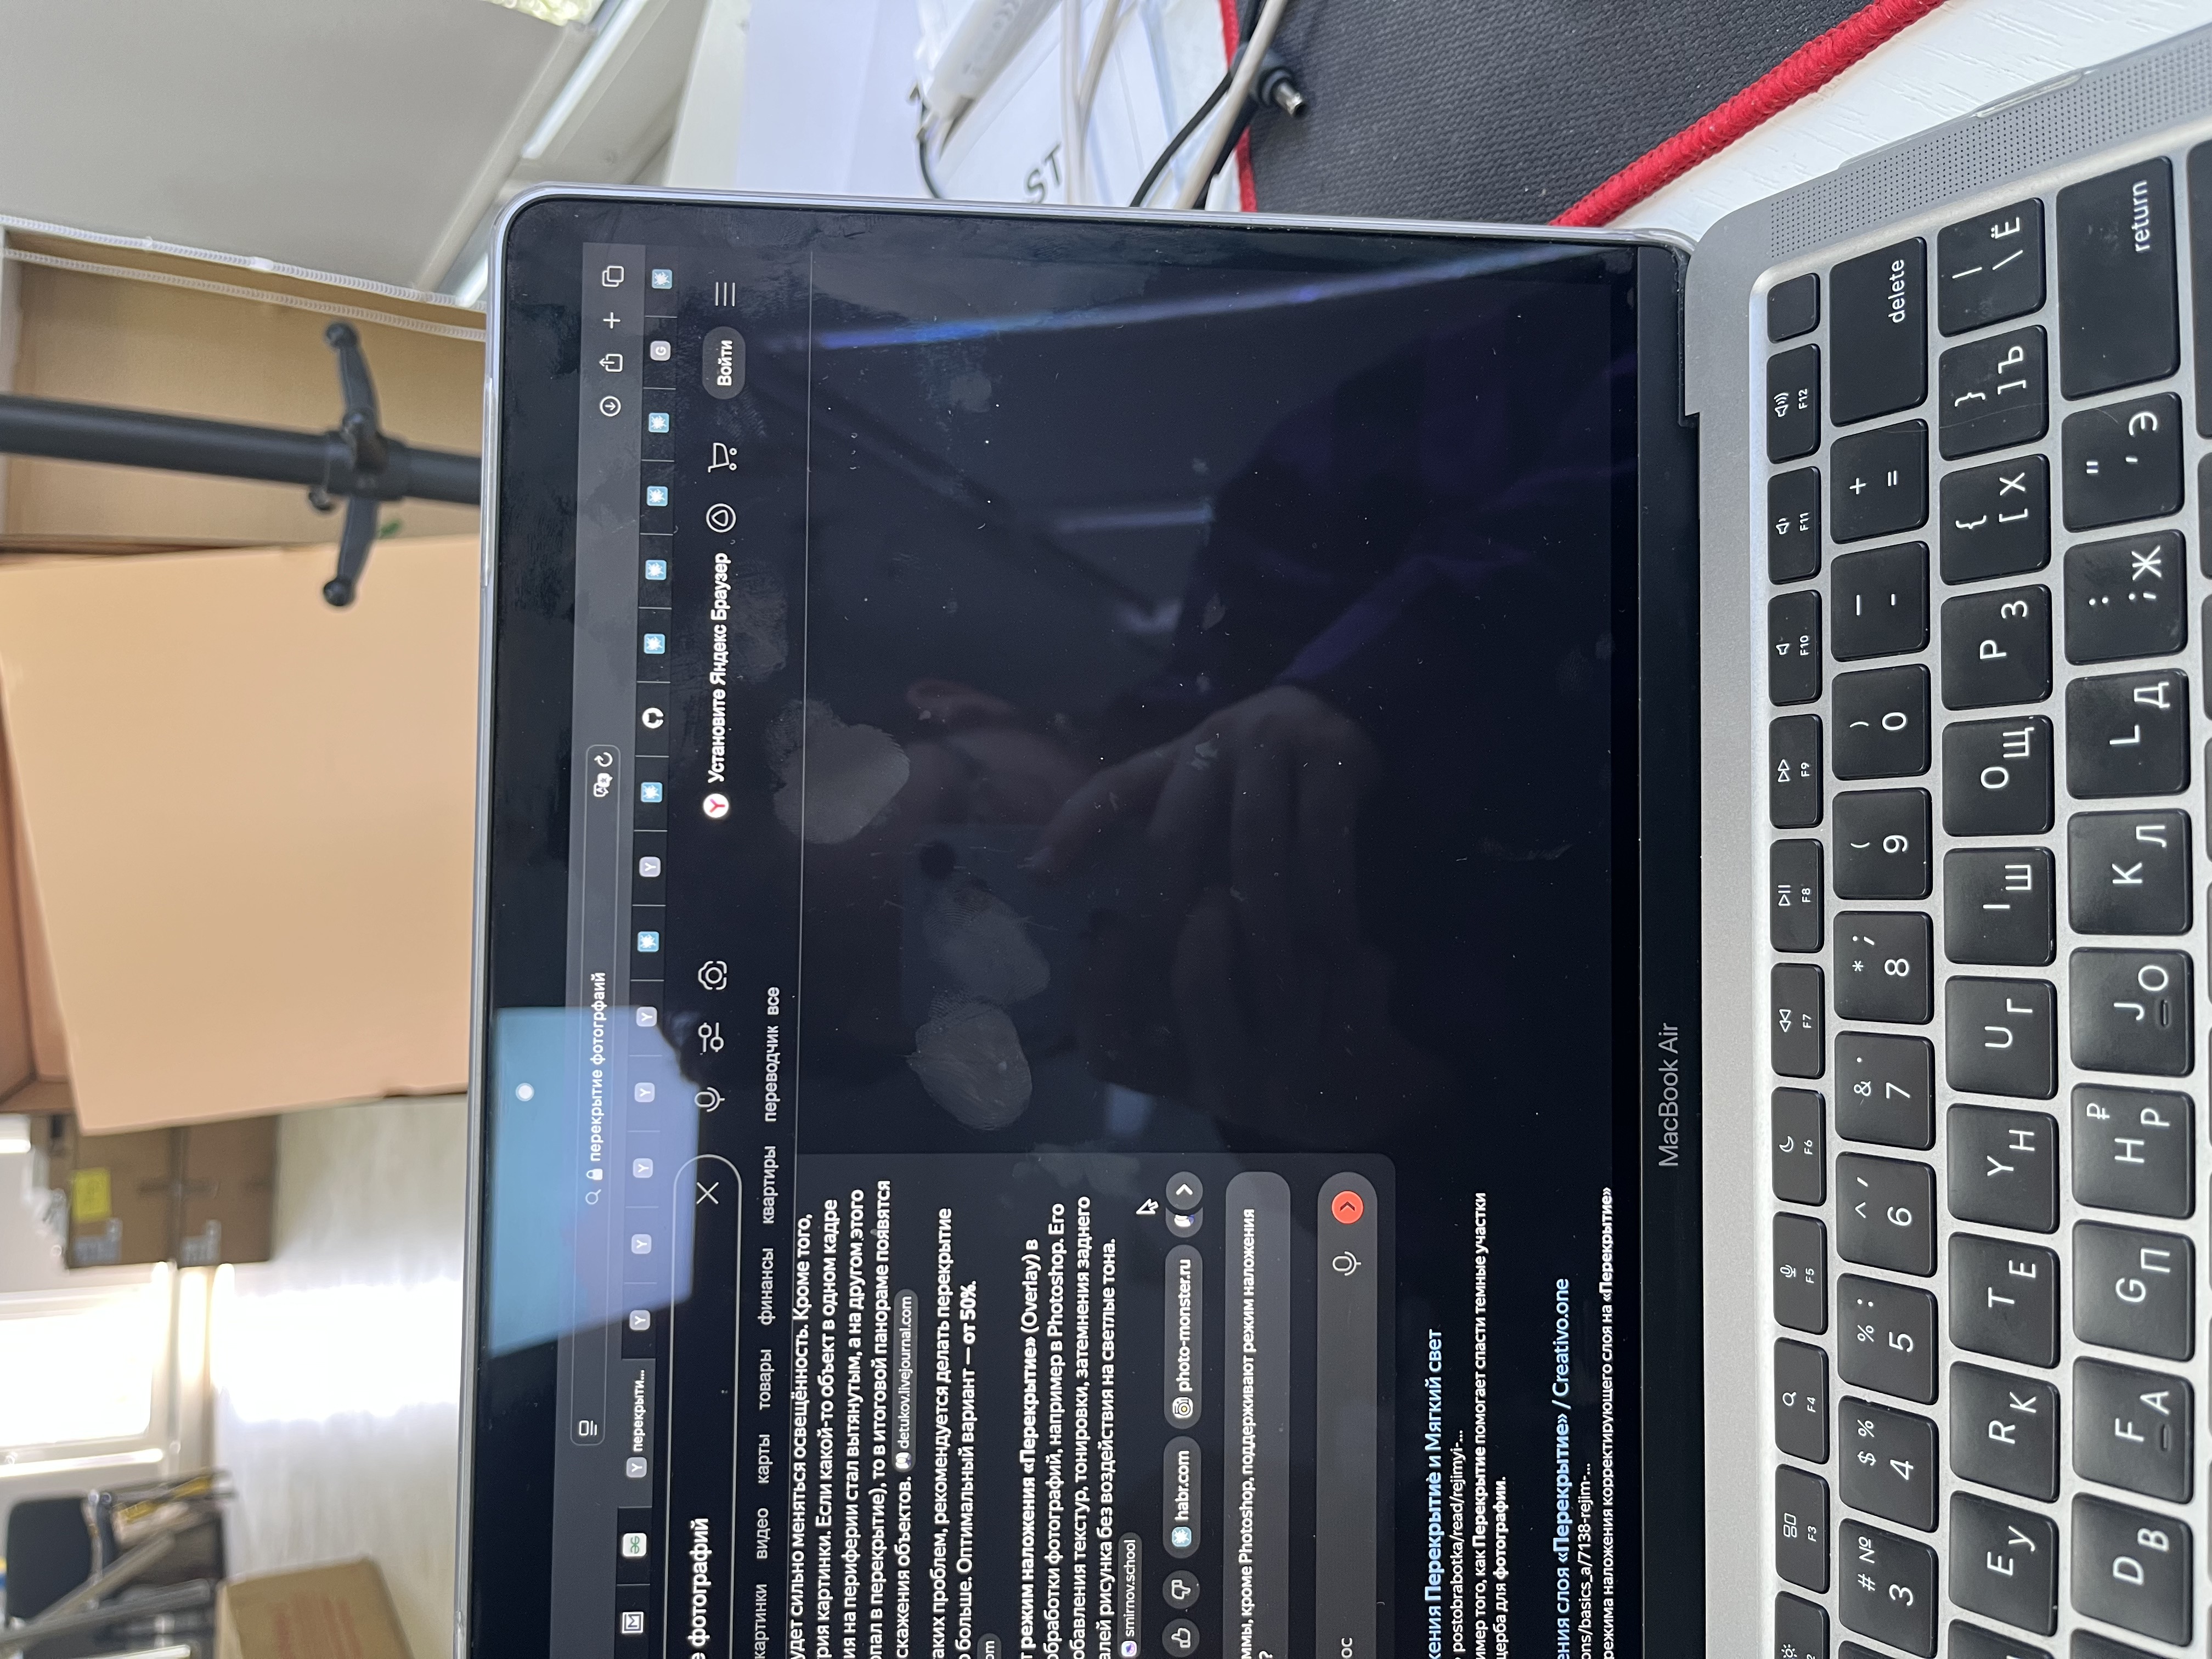 перекрытие фотогрфаий
перекрыти...
е фотографий
Установите Яндекс Браузер
Войти
картинки видео карты товары финансы квартиры переводчик все
удет сильно меняться освещённость. Кроме того,
рия картинки. Если какой-то объект в одном кадре
ия на периферии стал вытянутым, а на другом этого
опал в перекрытие), то в итоговой панораме появятся
скажения объектов. detukov.livejournal.com
аких проблем, рекомендуется делать перекрытие
о больше. Оптимальный вариант — от 50%.
om
т режим наложения «Перекрытие» (Overlay) в
обработки фотографий, например в Photoshop. Его
обавления текстур, тонировки, затемнения заднего
алей рисунка без воздействия на светлые тона.
smirnov.school
habr.com photo-monster.ru
ммы, кроме Photoshop, поддерживают режим наложения
?
ос
жения Перекрытие и Мягкий свет
› postobrabotka/read/rejimyi-...
имер того, как Перекрытие помогает спасти темные участки
щерба для фотографии.
ения слоя «Перекрытие» / Creativo.one
ons/basics_a/7138-rejim-...
режима наложения корректирующего слоя на «Перекрытие»
ST
MacBook Air
F3 F4 F5 F6 F7 F8 F9 F10 F11 F12
# № $ % % : ^ , & . * ; ( ) — +
3 4 5 6 7 8 9 0 - = delete
E У R К T Е Y Н U Г I Ш O Щ P З { [ Х } ] Ъ | \ Ё
D В F А G П H ₽ Р J О K Л L Д : ; Ж " ' Э return